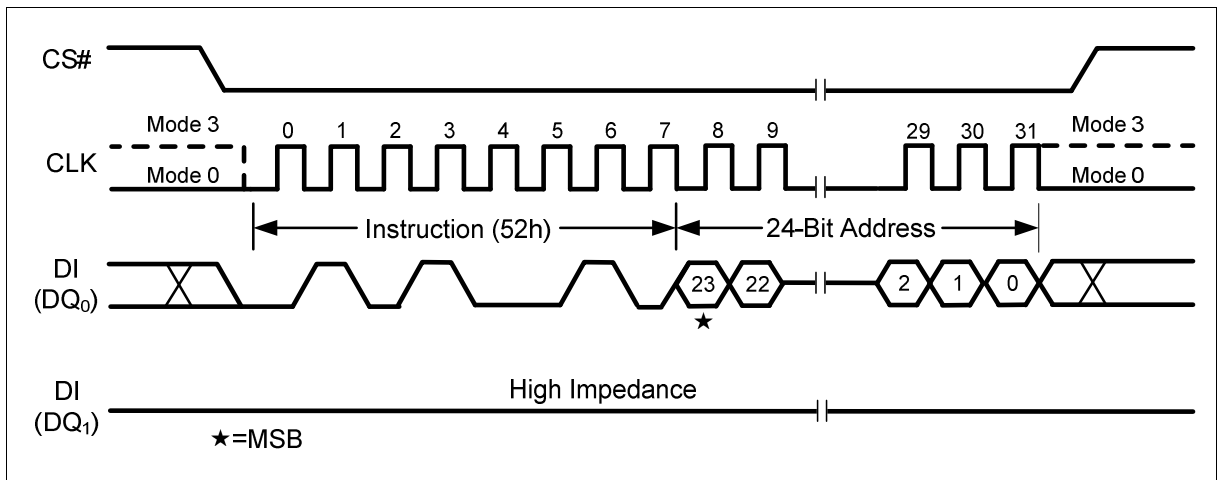 CS#
Mode 3
0 1 2 3 4 5 6 7 8 9 29 30 31
Mode 3
CLK
Mode 0
Mode 0
Instruction (52h)
24-Bit Address
DI
(DQ0)
23 22 2 1 0
★
DI
(DQ1)
High Impedance
★=MSB